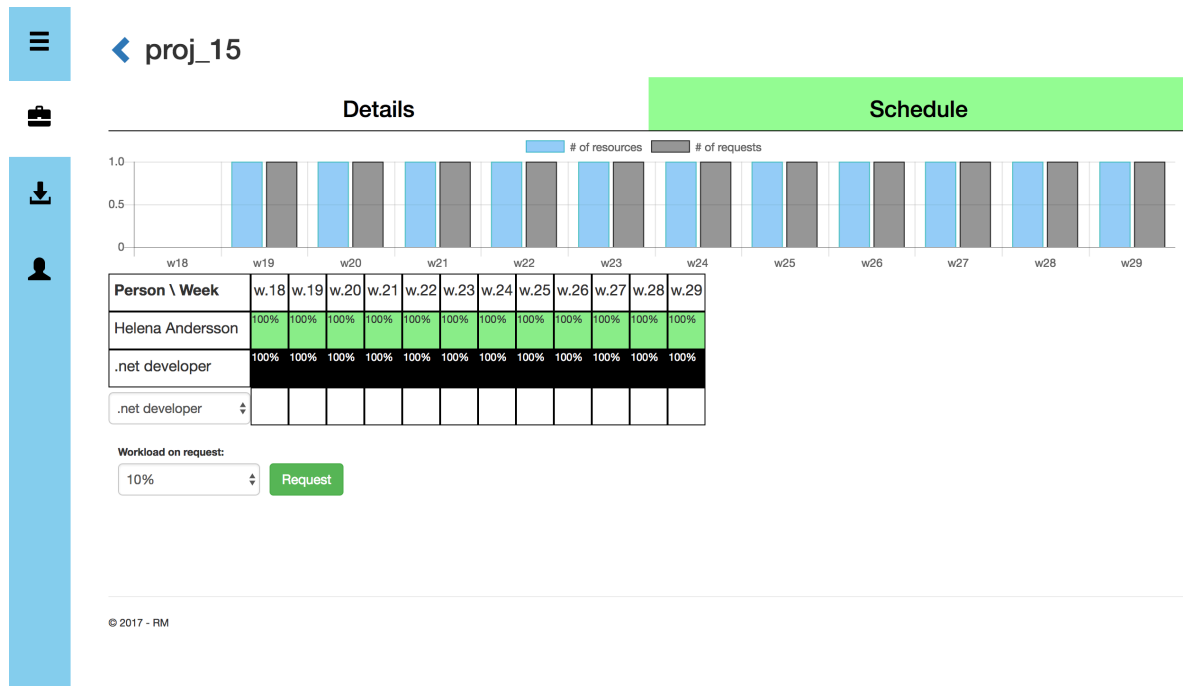 proj_15
Details Schedule
# of resources # of requests
1.0
0.5
0
w18 w19 w20 w21 w22 w23 w24 w25 w26 w27 w28 w29
Person \ Week w.18 w.19 w.20 w.21 w.22 w.23 w.24 w.25 w.26 w.27 w.28 w.29
Helena Andersson 100% 100% 100% 100% 100% 100% 100% 100% 100% 100% 100% 100%
.net developer 100% 100% 100% 100% 100% 100% 100% 100% 100% 100% 100% 100%
.net developer
Workload on request:
10% Request
© 2017 - RM